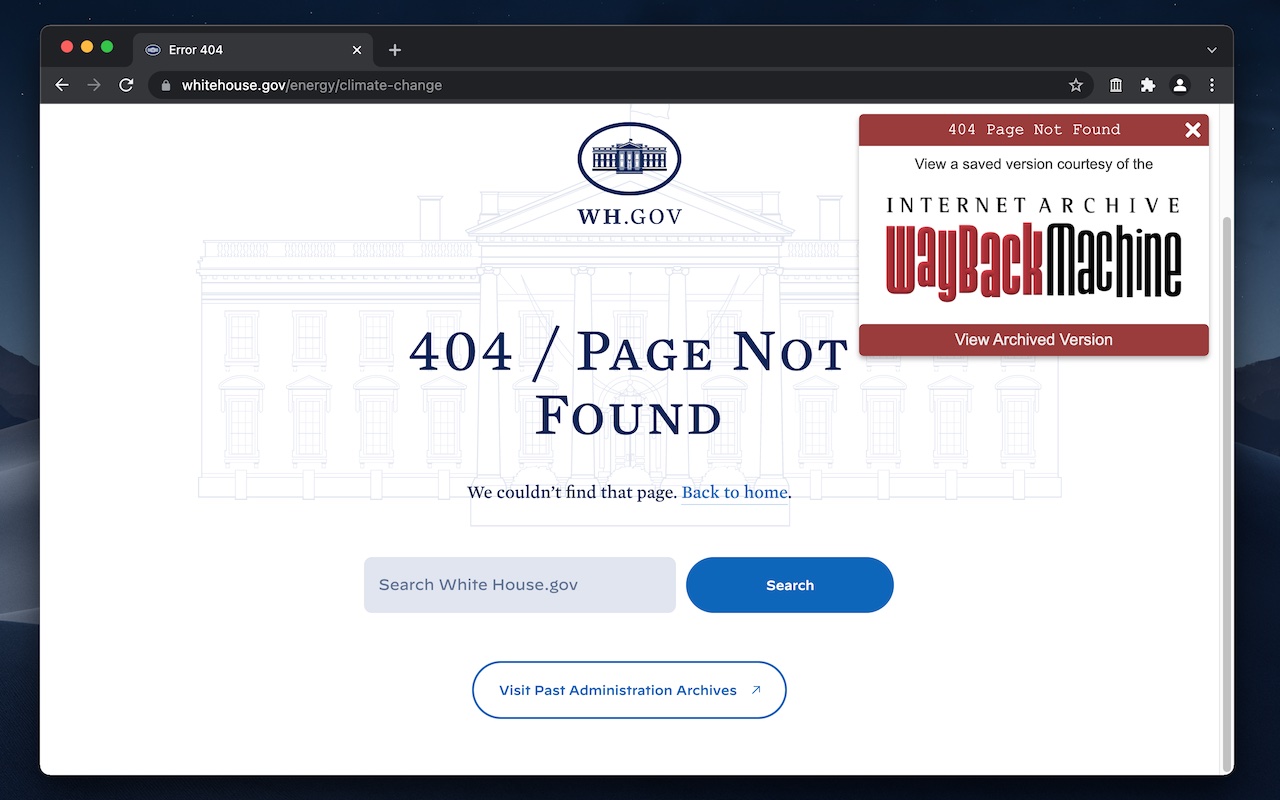 Error 404
whitehouse.gov/energy/climate-change
WH.GOV
404 / Page Not
Found
We couldn’t find that page. Back to home.
Search White House.gov
Search
Visit Past Administration Archives
404 Page Not Found
View a saved version courtesy of the
INTERNET ARCHIVE
WayBackMachine
View Archived Version